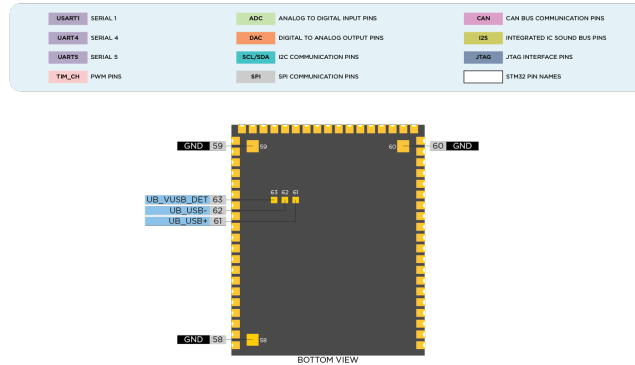 USART1 SERIAL 1 ADC ANALOG TO DIGITAL INPUT PINS CAN CAN BUS COMMUNICATION PINS
UART4 SERIAL 4 DAC DIGITAL TO ANALOG OUTPUT PINS I2S INTEGRATED IC SOUND BUS PINS
UART5 SERIAL 5 SCL/SDA I2C COMMUNICATION PINS JTAG JTAG INTERFACE PINS
TIM_CH PWM PINS SPI SPI COMMUNICATION PINS STM32 PIN NAMES
GND 59 59 60 60 GND
63 62 61
UB_VUSB_DET 63
UB_USB- 62
UB_USB+ 61
GND 58 58
BOTTOM VIEW